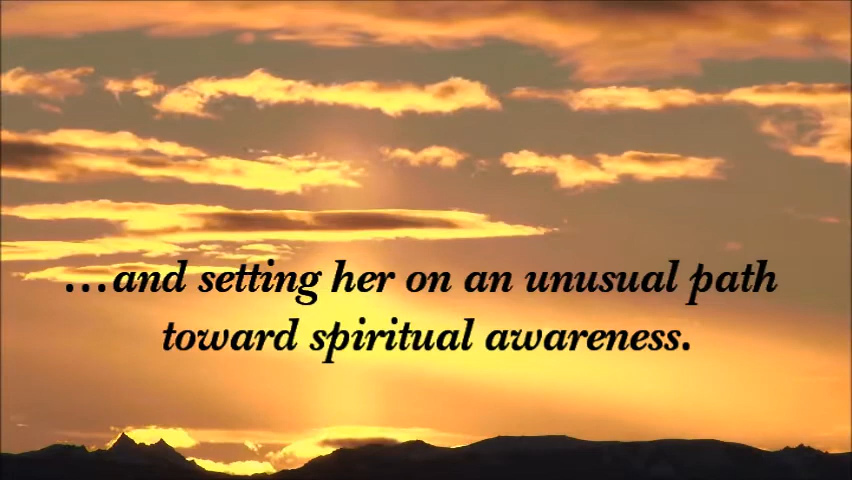 ...and setting her on an unusual path
toward spiritual awareness.